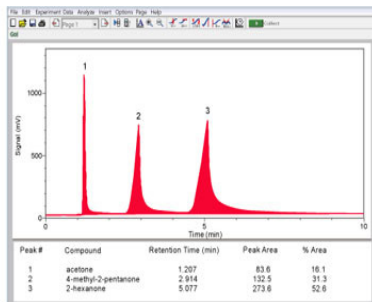 File Edit Experiment Data Analyze Insert Options Page Help
Page 1
Collect
1
2
3
1000
500
0
Signal (mV)
0
5
10
Time (min)
Peak # Compound Retention Time (min) Peak Area % Area
1 acetone 1.207 83.6 16.1
2 4-methyl-2-pentanone 2.914 132.5 31.3
3 2-hexanone 5.077 273.6 52.6